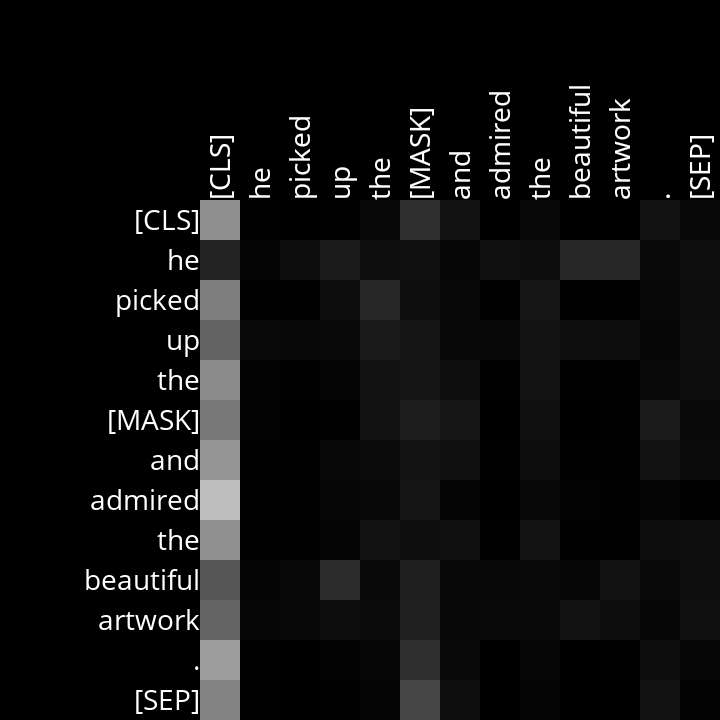 [CLS] he picked up the [MASK] and admired the beautiful artwork . [SEP]
[CLS]
he
picked
up
the
[MASK]
and
admired
the
beautiful
artwork
.
[SEP]